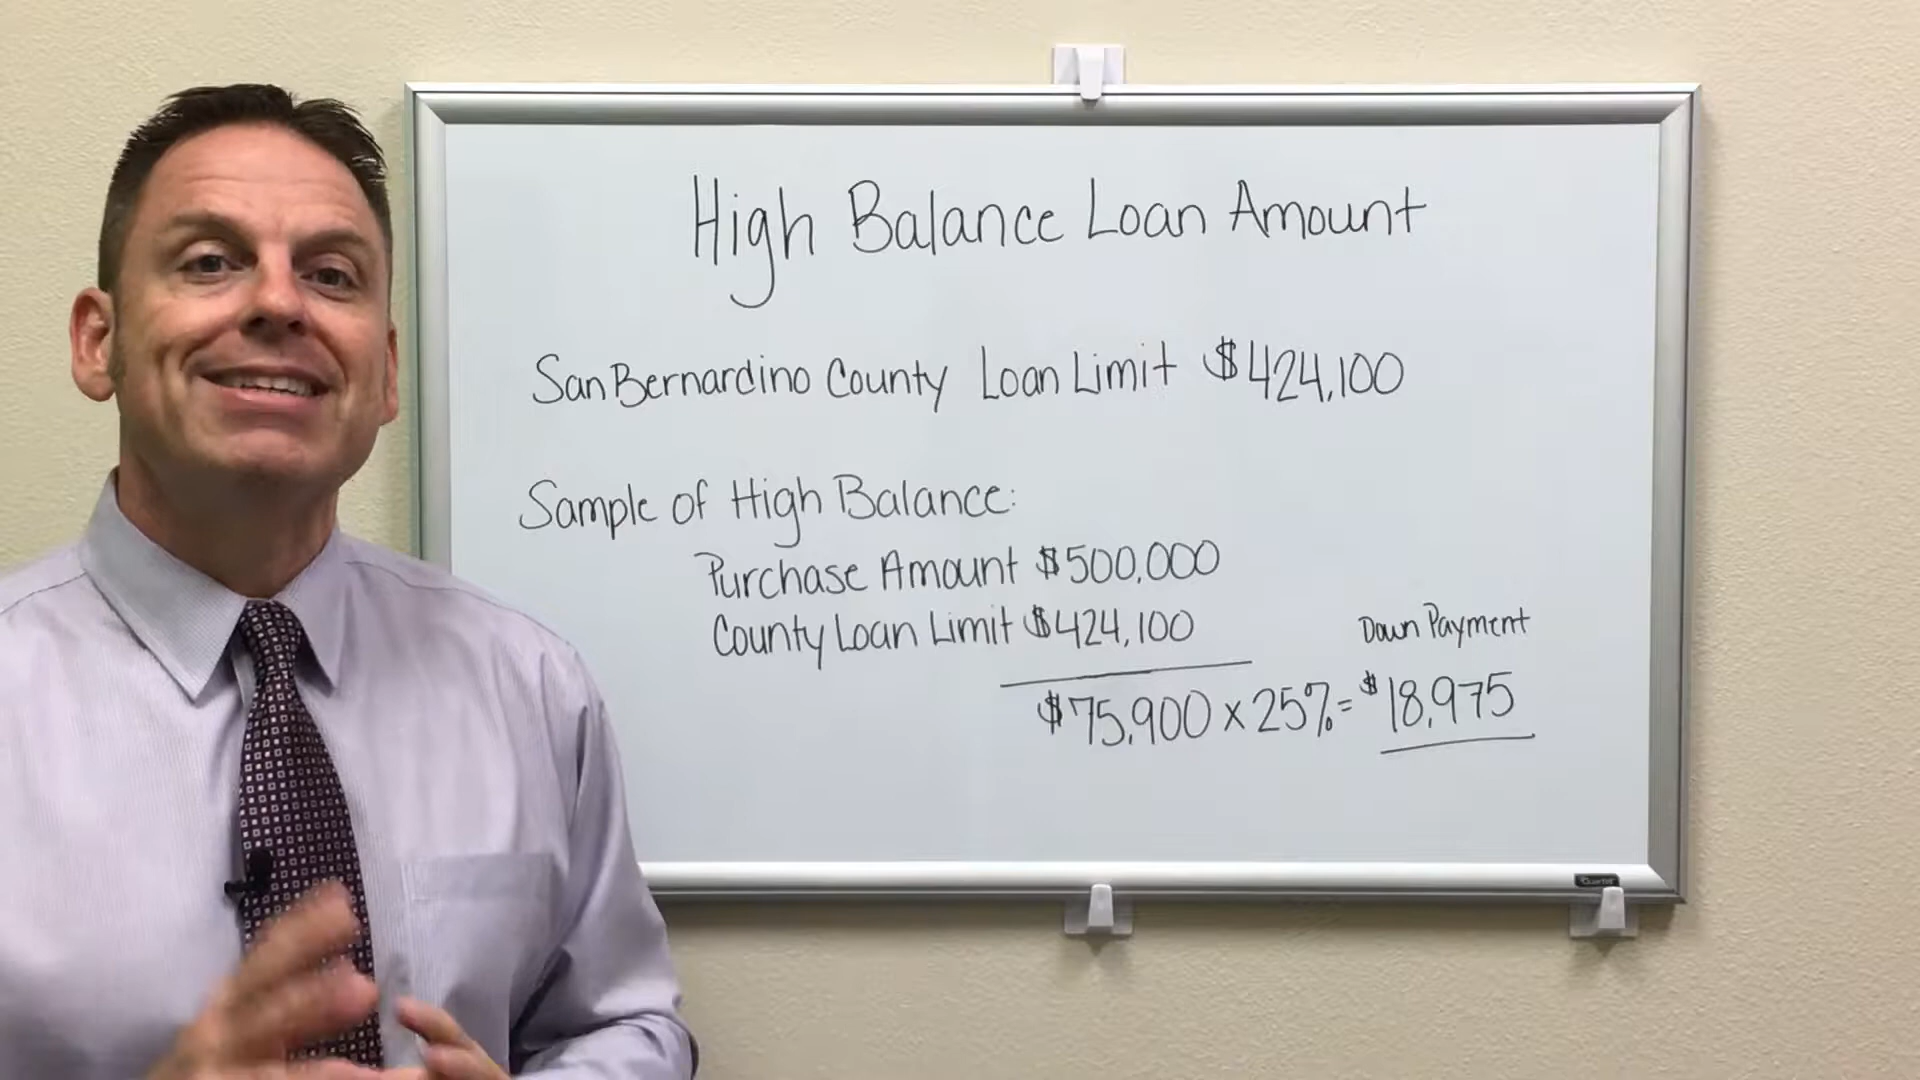 High Balance Loan Amount
San Bernardino County Loan Limit $424,100
Sample of High Balance:
Purchase Amount $500,000
County Loan Limit $424,100
Down Payment
$75,900 x 25% = $18,975